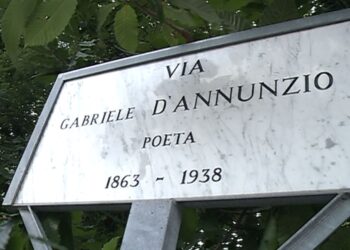 VIA
GABRIELE D'ANNUNZIO
POETA
1863 ~ 1938